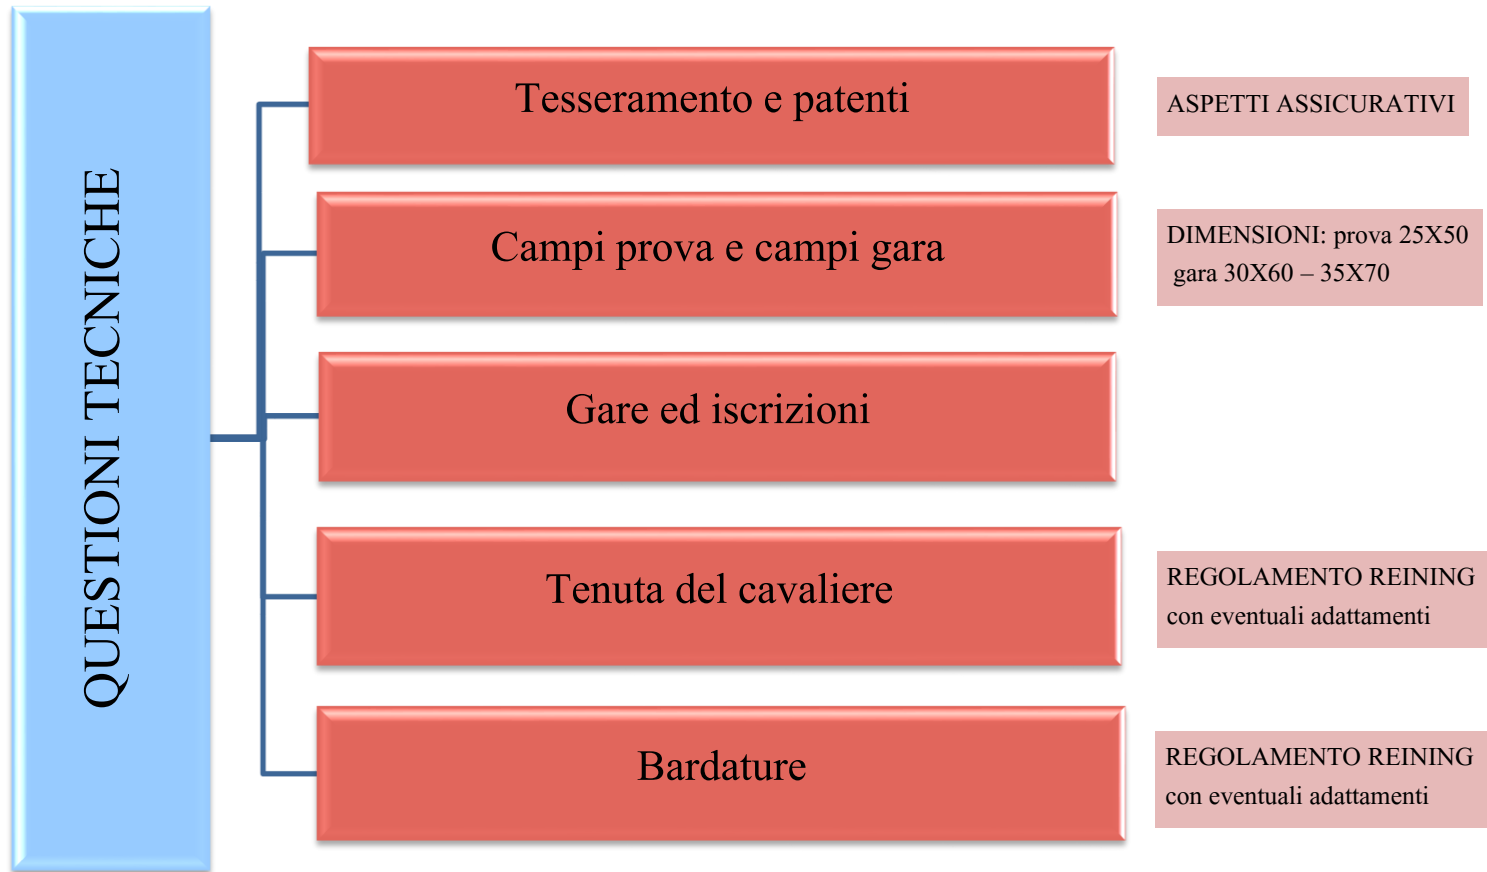 QUESTIONI TECNICHE
Tesseramento e patenti
ASPETTI ASSICURATIVI
Campi prova e campi gara
DIMENSIONI: prova 25X50
gara 30X60 – 35X70
Gare ed iscrizioni
Tenuta del cavaliere
REGOLAMENTO REINING
con eventuali adattamenti
Bardature
REGOLAMENTO REINING
con eventuali adattamenti